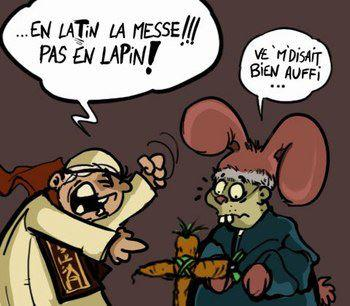 ...EN LATIN LA MESSE!!!
PAS EN LAPIN!
VE 'M'DISAIT
BIEN AUFFI
...